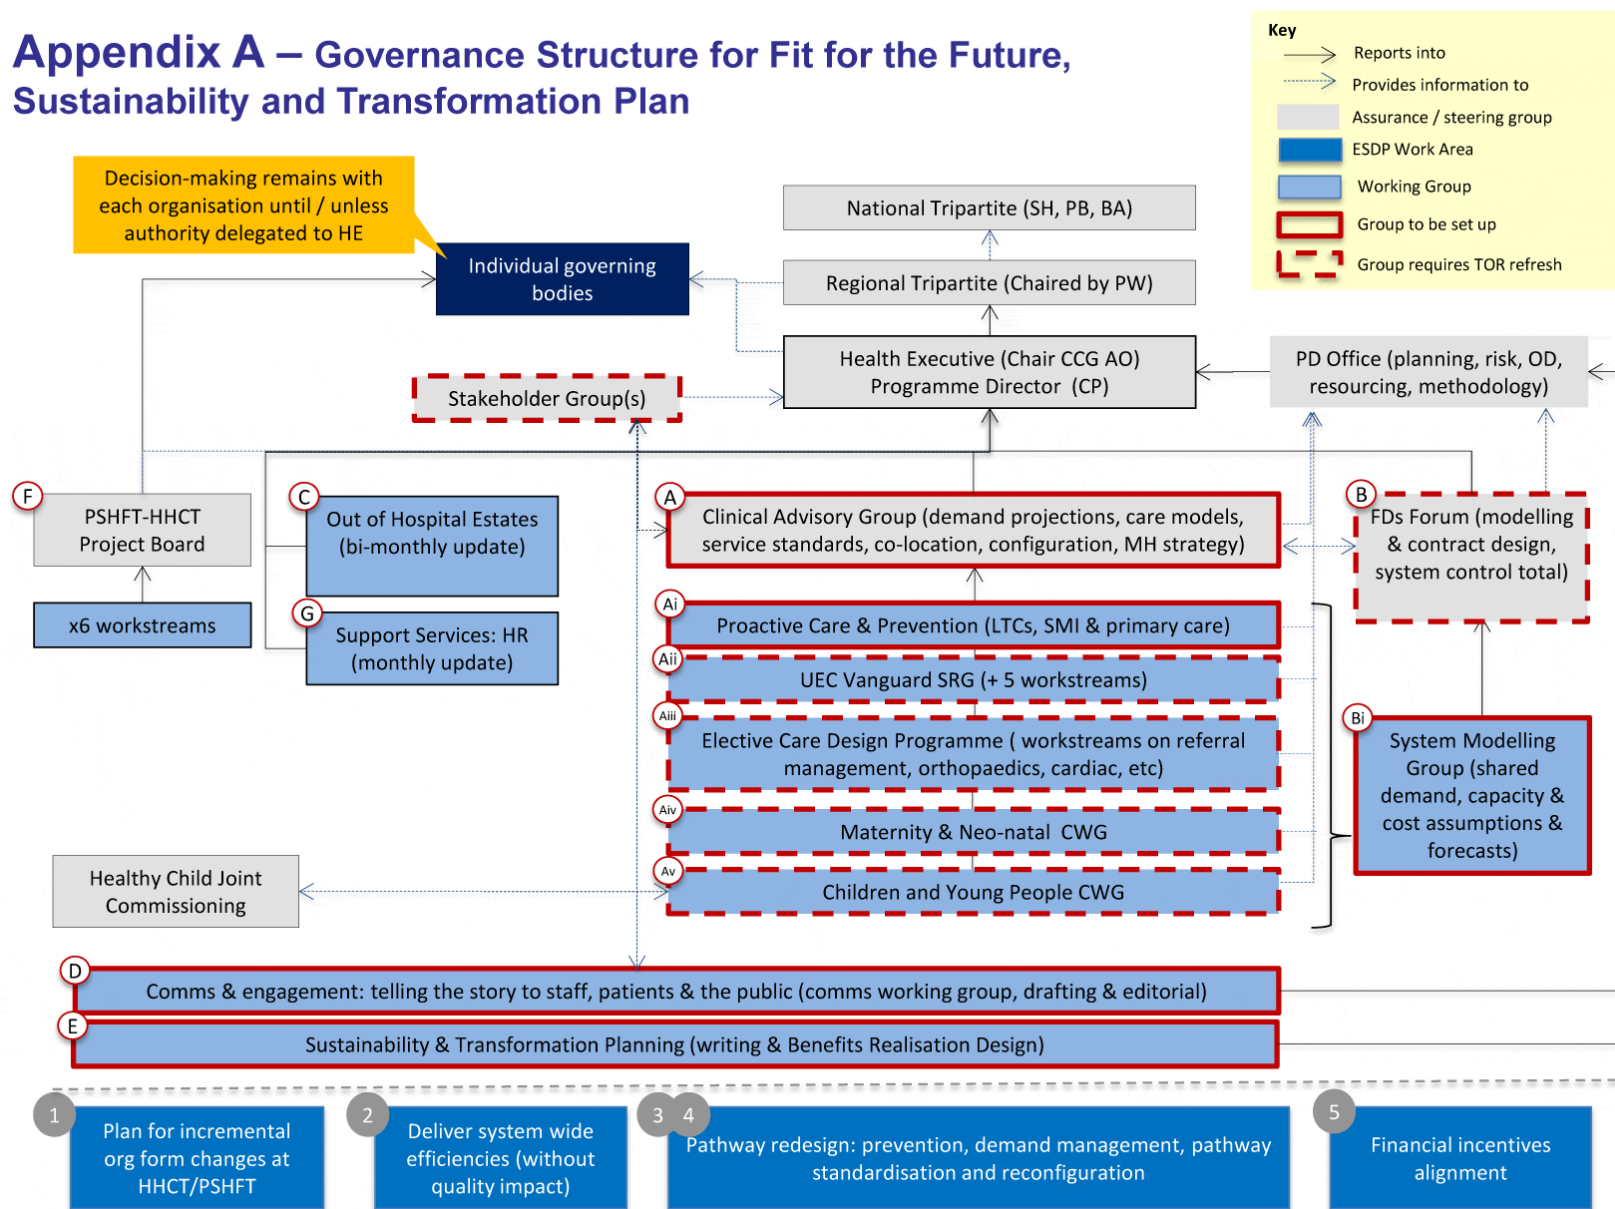 Appendix A – Governance Structure for Fit for the Future,
Sustainability and Transformation Plan
Key
Reports into
Provides information to
Assurance / steering group
ESDP Work Area
Working Group
Group to be set up
Group requires TOR refresh
Decision-making remains with
each organisation until / unless
authority delegated to HE
Individual governing
bodies
National Tripartite (SH, PB, BA)
Regional Tripartite (Chaired by PW)
Health Executive (Chair CCG AO)
Programme Director (CP)
PD Office (planning, risk, OD,
resourcing, methodology)
Stakeholder Group(s)
F
PSHFT-HHCT
Project Board
x6 workstreams
C
Out of Hospital Estates
(bi-monthly update)
G
Support Services: HR
(monthly update)
A
Clinical Advisory Group (demand projections, care models,
service standards, co-location, configuration, MH strategy)
B
FDs Forum (modelling
& contract design,
system control total)
Ai
Proactive Care & Prevention (LTCs, SMI & primary care)
Aii
UEC Vanguard SRG (+ 5 workstreams)
Aiii
Elective Care Design Programme ( workstreams on referral
management, orthopaedics, cardiac, etc)
Aiv
Maternity & Neo-natal CWG
Av
Children and Young People CWG
Bi
System Modelling
Group (shared
demand, capacity &
cost assumptions &
forecasts)
Healthy Child Joint
Commissioning
D
Comms & engagement: telling the story to staff, patients & the public (comms working group, drafting & editorial)
E
Sustainability & Transformation Planning (writing & Benefits Realisation Design)
1
Plan for incremental
org form changes at
HHCT/PSHFT
2
Deliver system wide
efficiencies (without
quality impact)
3 4
Pathway redesign: prevention, demand management, pathway
standardisation and reconfiguration
5
Financial incentives
alignment